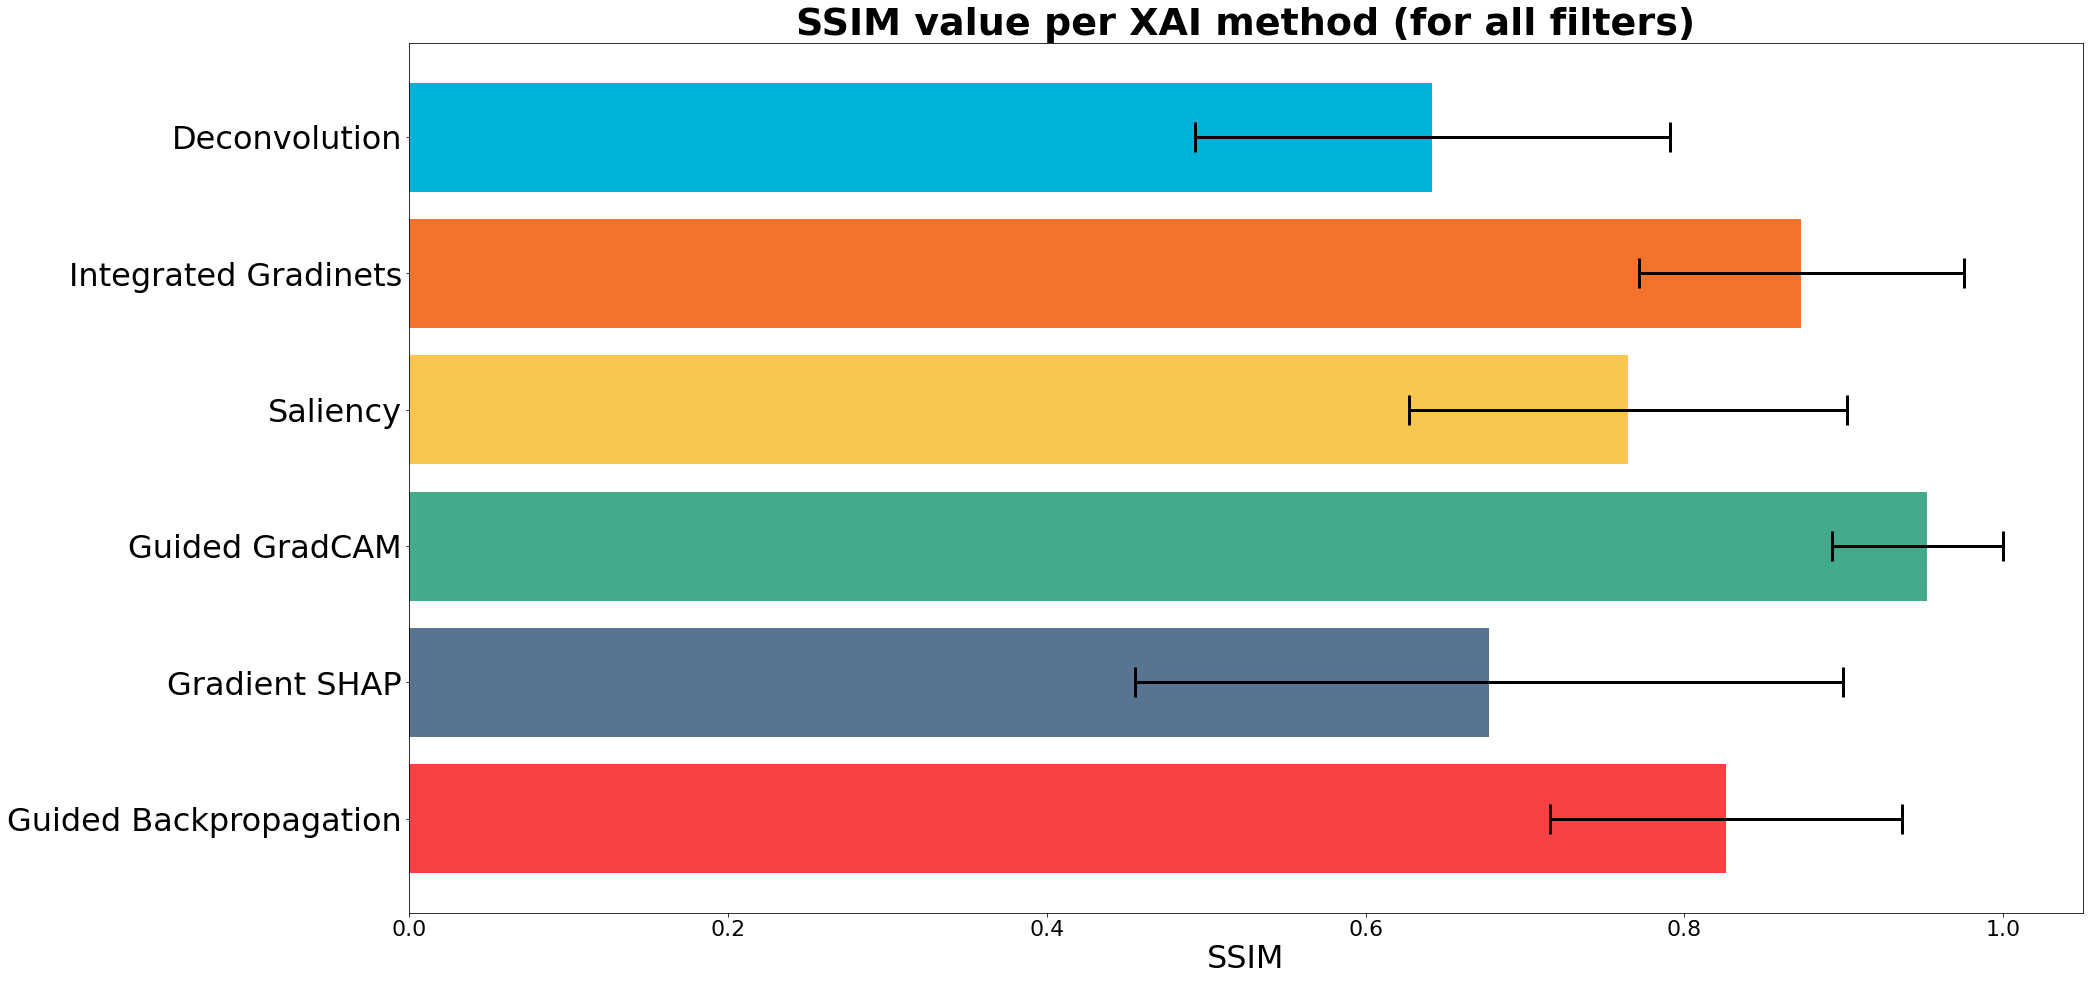 SSIM value per XAI method (for all filters)
Deconvolution
Integrated Gradinets
Saliency
Guided GradCAM
Gradient SHAP
Guided Backpropagation
0.0 0.2 0.4 0.6 0.8 1.0
SSIM